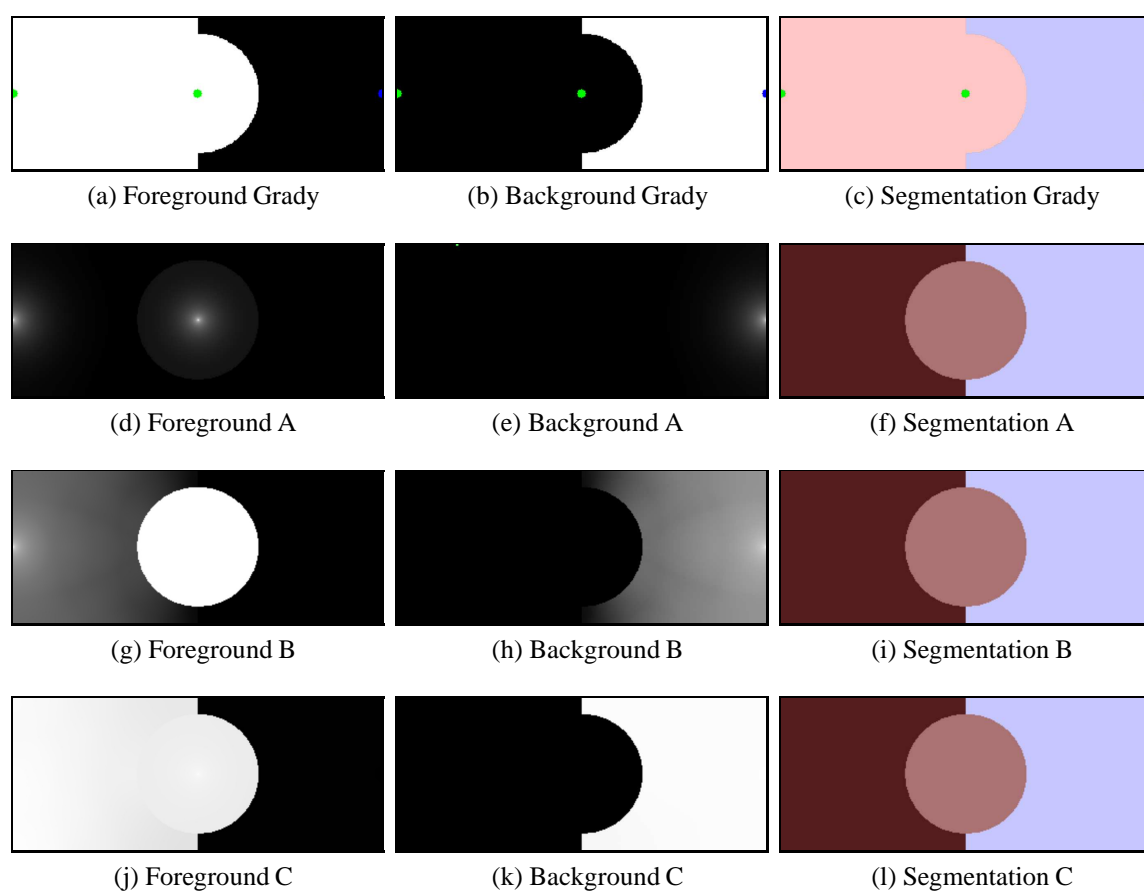 (a) Foreground Grady
(b) Background Grady
(c) Segmentation Grady
(d) Foreground A
(e) Background A
(f) Segmentation A
(g) Foreground B
(h) Background B
(i) Segmentation B
(j) Foreground C
(k) Background C
(l) Segmentation C